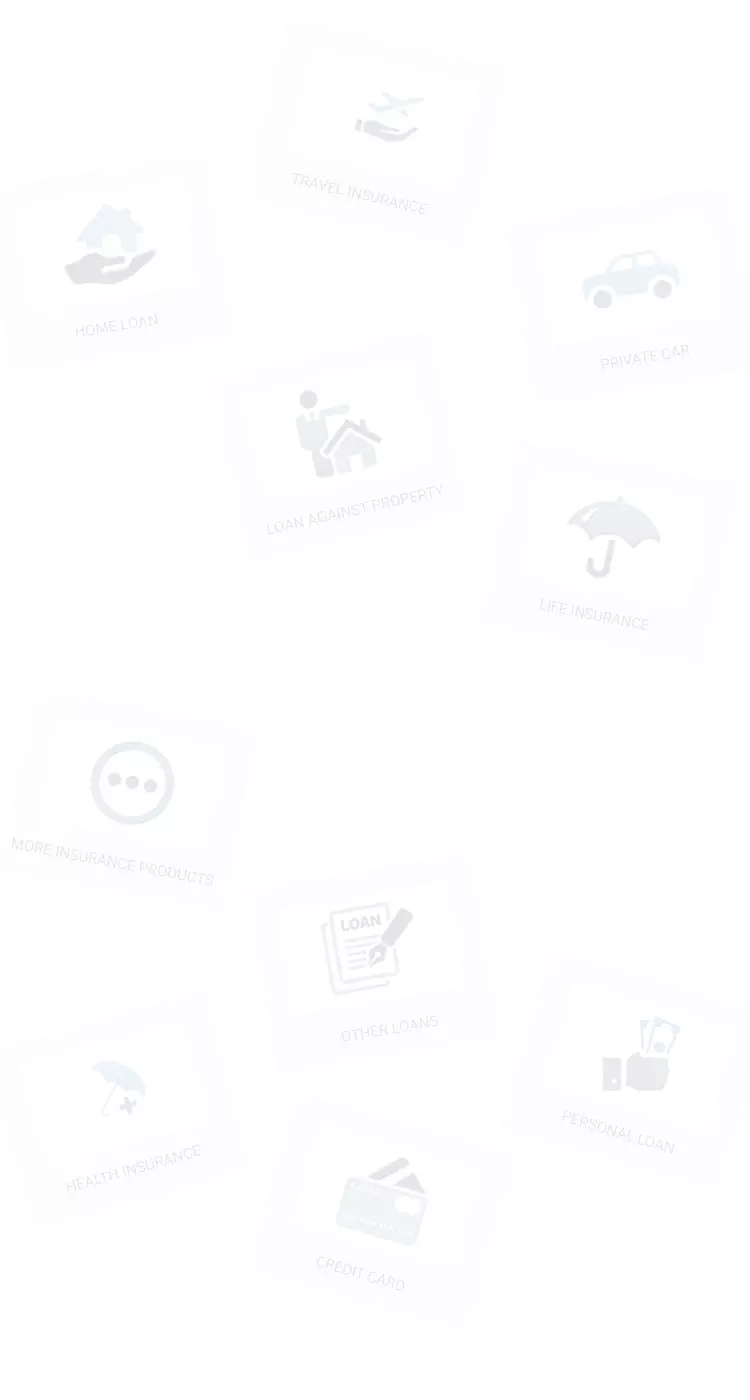 TRAVEL INSURANCE
HOME LOAN
PRIVATE CAR
LOAN AGAINST PROPERTY
LIFE INSURANCE
MORE INSURANCE PRODUCTS
LOAN
OTHER LOANS
PERSONAL LOAN
HEALTH INSURANCE
CREDIT CARD